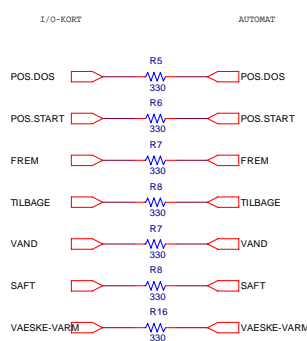 I/O-KORT AUTOMAT
R5
POS.DOS POS.DOS
330
R6
POS.START POS.START
330
R7
FREM FREM
330
R8
TILBAGE TILBAGE
330
R7
VAND VAND
330
R8
SAFT SAFT
330
R16
VAESKE-VARM VAESKE-VARM
330